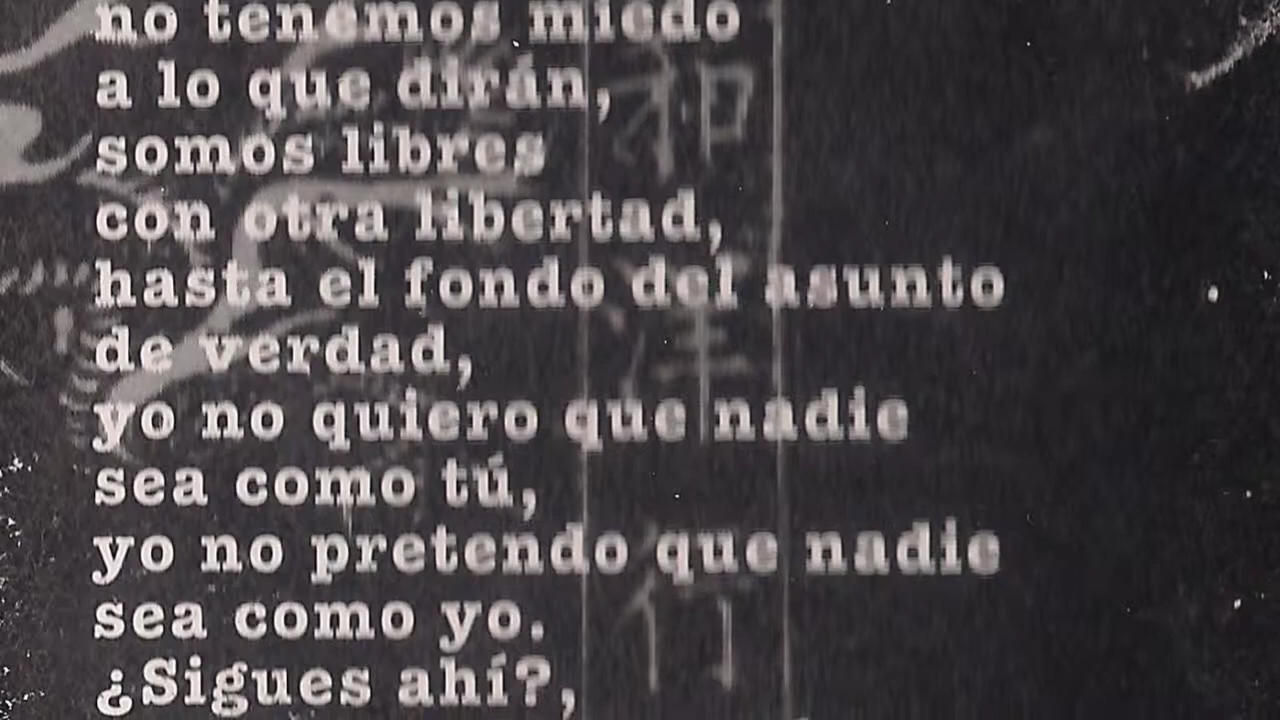 no tenemos miedo
a lo que dirán,
somos libres
con otra libertad,
hasta el fondo del asunto
de verdad,
yo no quiero que nadie
sea como tú,
yo no pretendo que nadie
sea como yo.
¿Sigues ahí?,